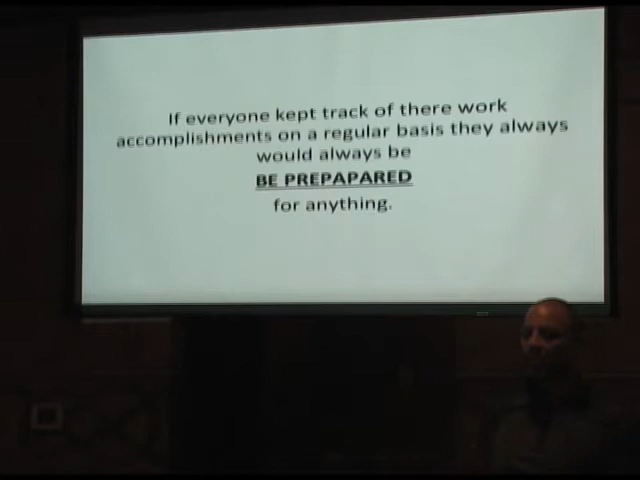 If everyone kept track of there work
accomplishments on a regular basis they always
would always be
BE PREPAPARED
for anything.